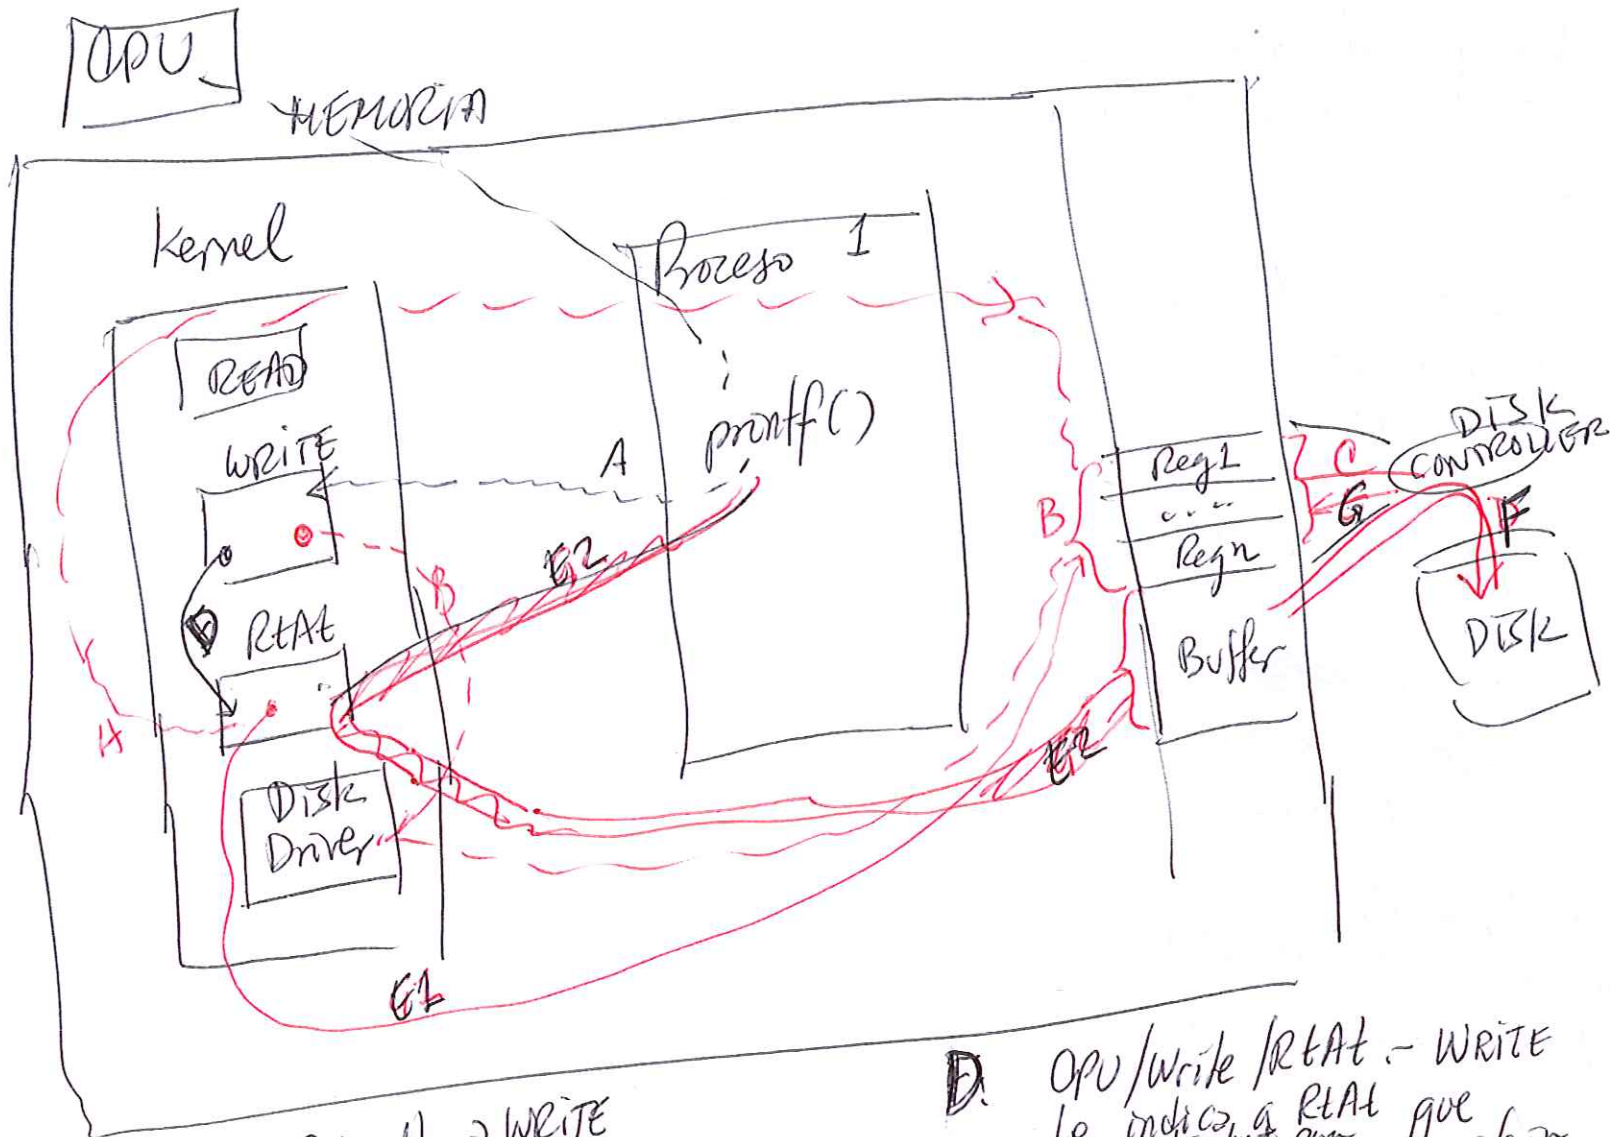 CPU
MEMORIA
Kernel
Proceso 1
READ
printf()
WRITE
A
DISK
CONTROLLER
Reg1
C
. . . .
B
G
F
Regn
E2
B
D
RtAt
Buffer
DISK
H
E2
Disk
Driver
E1
D. CPU/Write/RtAt.- WRITE
→ WRITE
le indica a RtAt que